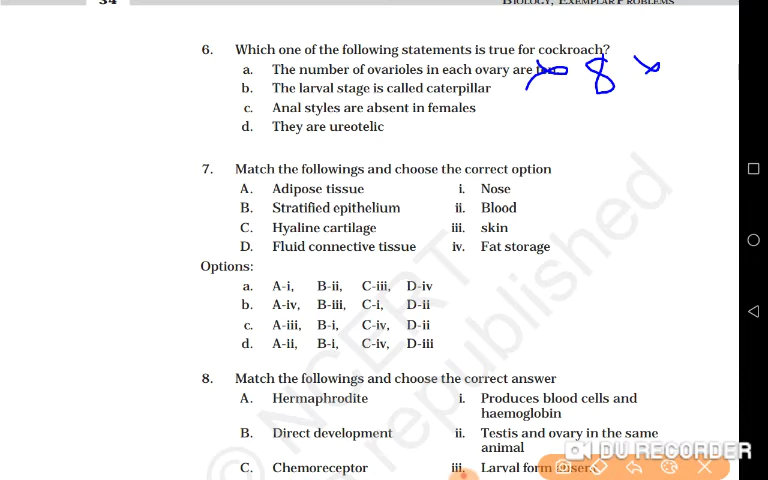 34
BIOLOGY, EXEMPLAR PROBLEMS
6. Which one of the following statements is true for cockroach?
a. The number of ovarioles in each ovary are 8 ×
b. The larval stage is called caterpillar
c. Anal styles are absent in females
d. They are ureotelic
7. Match the followings and choose the correct option
A. Adipose tissue i. Nose
B. Stratified epithelium ii. Blood
C. Hyaline cartilage iii. skin
D. Fluid connective tissue iv. Fat storage
Options:
a. A-i, B-ii, C-iii, D-iv
b. A-iv, B-iii, C-i, D-ii
c. A-iii, B-i, C-iv, D-ii
d. A-ii, B-i, C-iv, D-iii
8. Match the followings and choose the correct answer
A. Hermaphrodite i. Produces blood cells and
haemoglobin
B. Direct development ii. Testis and ovary in the same
animal
C. Chemoreceptor iii. Larval form
© NCERT
republished
DU RECORDER